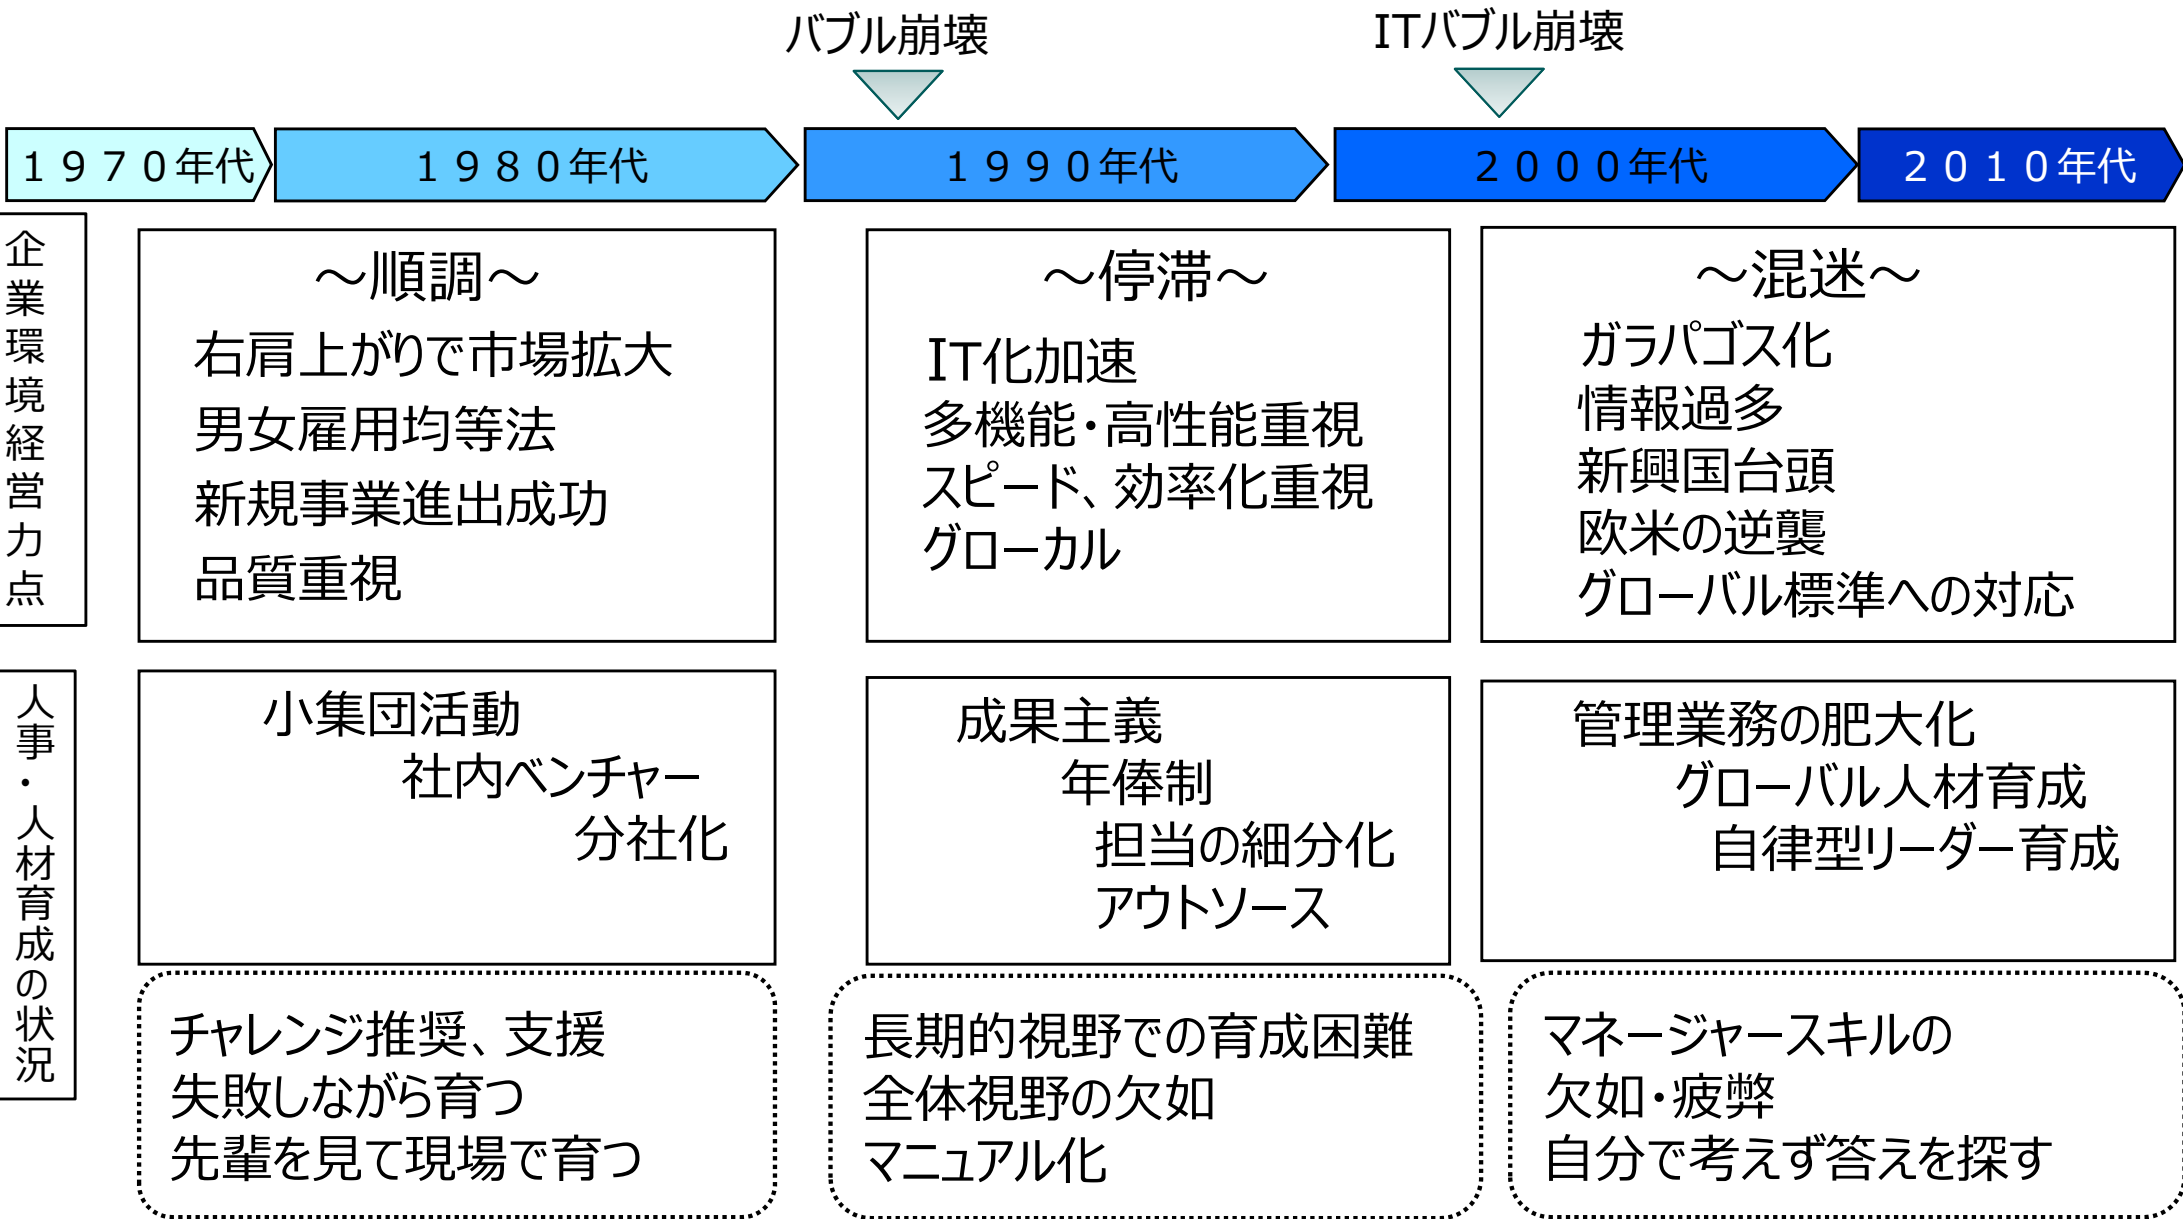 バブル崩壊
ITバブル崩壊
１９７０年代
１９８０年代
１９９０年代
２０００年代
２０１０年代
企業環境経営力点
～順調～
右肩上がりで市場拡大
男女雇用均等法
新規事業進出成功
品質重視
～停滞～
IT化加速
多機能・高性能重視
スピード、効率化重視
グローカル
～混迷～
ガラパゴス化
情報過多
新興国台頭
欧米の逆襲
グローバル標準への対応
人事・人材育成の状況
小集団活動
社内ベンチャー
分社化
成果主義
年俸制
担当の細分化
アウトソース
管理業務の肥大化
グローバル人材育成
自律型リーダー育成
チャレンジ推奨、支援
失敗しながら育つ
先輩を見て現場で育つ
長期的視野での育成困難
全体視野の欠如
マニュアル化
マネージャースキルの
欠如・疲弊
自分で考えず答えを探す